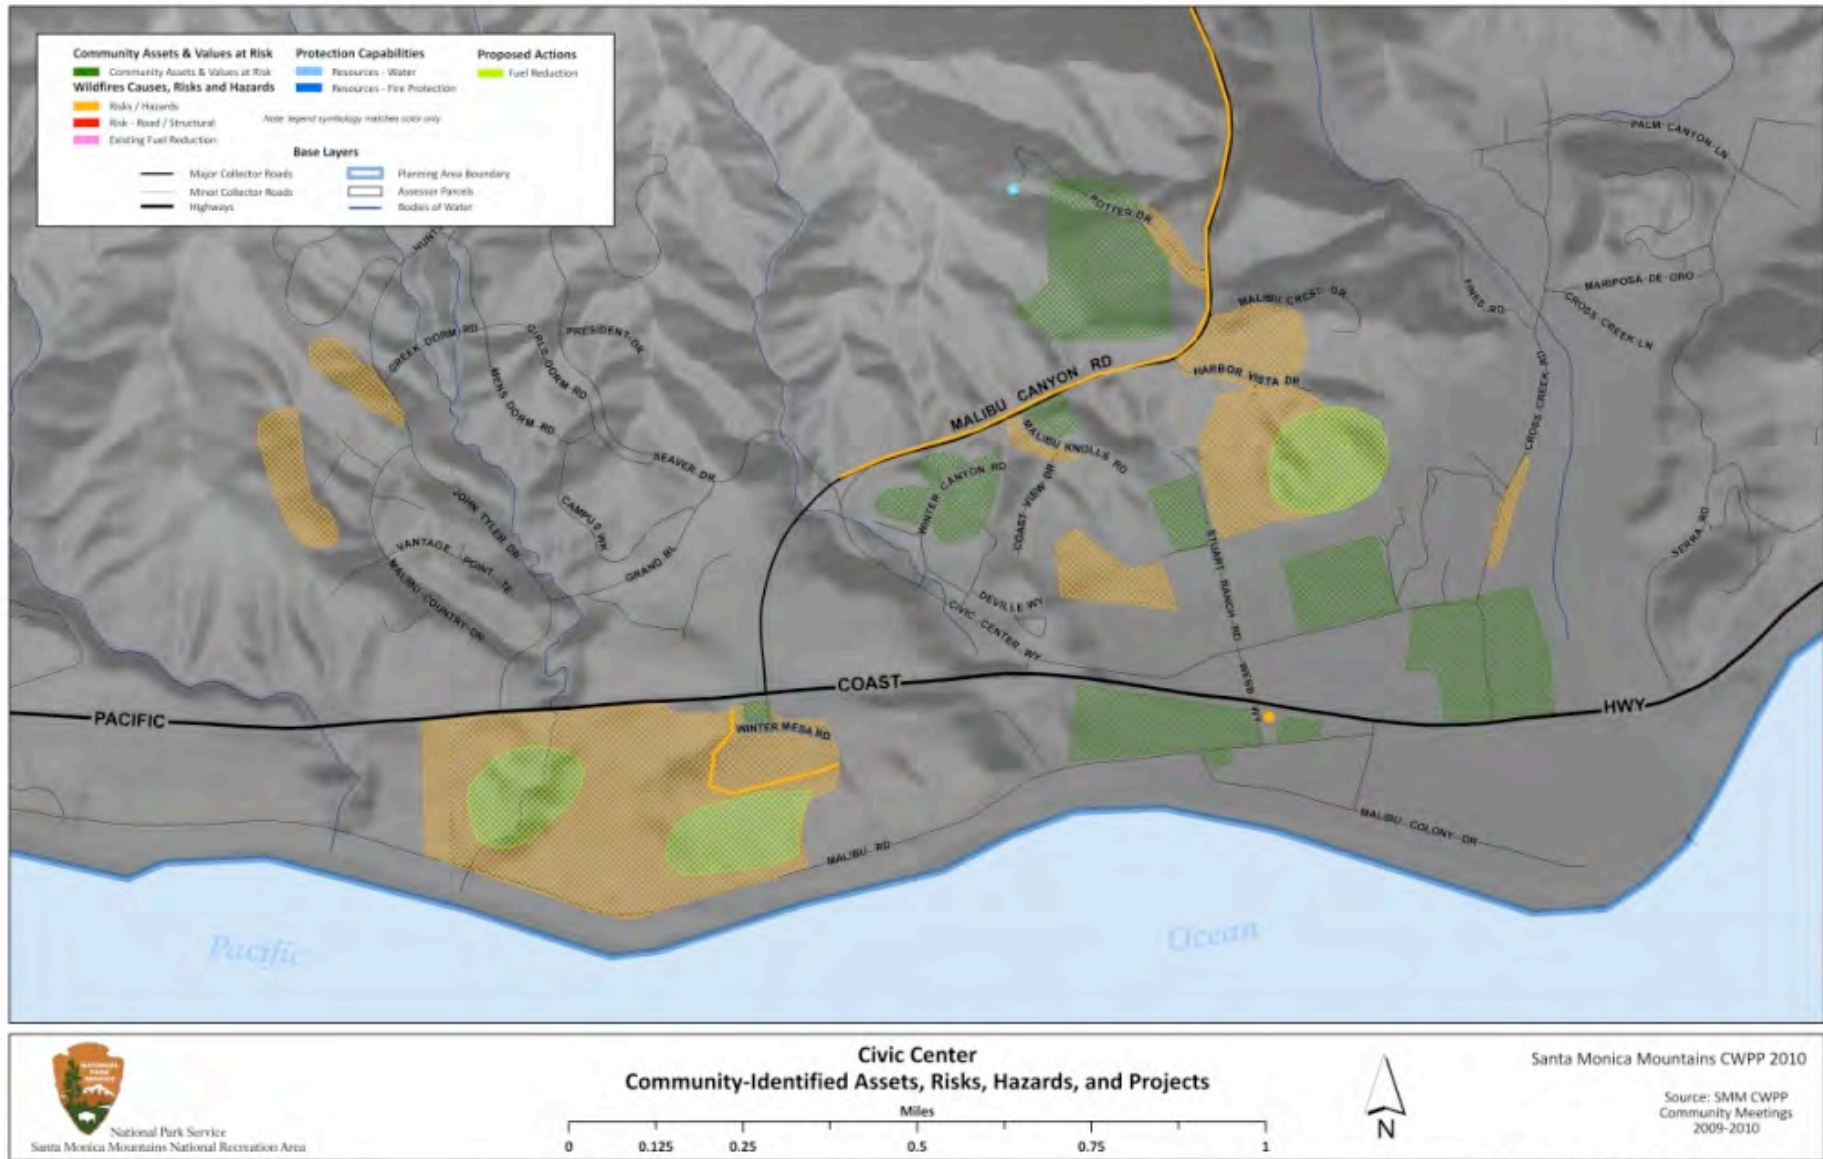 Community Assets & Values at Risk
Community Assets & Values at Risk
Wildfires Causes, Risks and Hazards
Risks / Hazards
Risk - Road / Structural
Existing Fuel Reduction
Protection Capabilities
Resources - Water
Resources - Fire Protection
Proposed Actions
Fuel Reduction
Note: legend symbology matches color only
Base Layers
Major Collector Roads
Minor Collector Roads
Highways
Planning Area Boundary
Assessor Parcels
Bodies of Water
PALM CANYON LN
POTTER DR
MARIPOSA DE ORO
CROSS CREEK LN
FINES RD
MALIBU CREST DR
HARBOR VISTA DR
CROSS CREEK RD
GREEK DORM RD
GIRLS DORM RD
PRESIDENT DR
MENS DORM RD
MALIBU CANYON RD
MALIBU KNOLLS RD
SEAVER DR
WINTER CANYON RD
COAST VIEW DR
CAMPUS WK
JOHN TYLER DR
VANTAGE POINT TE
GRAND BL
MALIBU COUNTRY DR
STUART RANCH RD
SERRA RD
DEVILLE WY
CIVIC CENTER WY
WEBB WY
PACIFIC COAST HWY
WINTER MESA RD
MALIBU RD
MALIBU COLONY DR
Pacific Ocean
NATIONAL
PARK
SERVICE
National Park Service
Santa Monica Mountains National Recreation Area
Civic Center
Community-Identified Assets, Risks, Hazards, and Projects
Miles
0 0.125 0.25 0.5 0.75 1
N
Santa Monica Mountains CWPP 2010
Source: SMM CWPP
Community Meetings
2009-2010